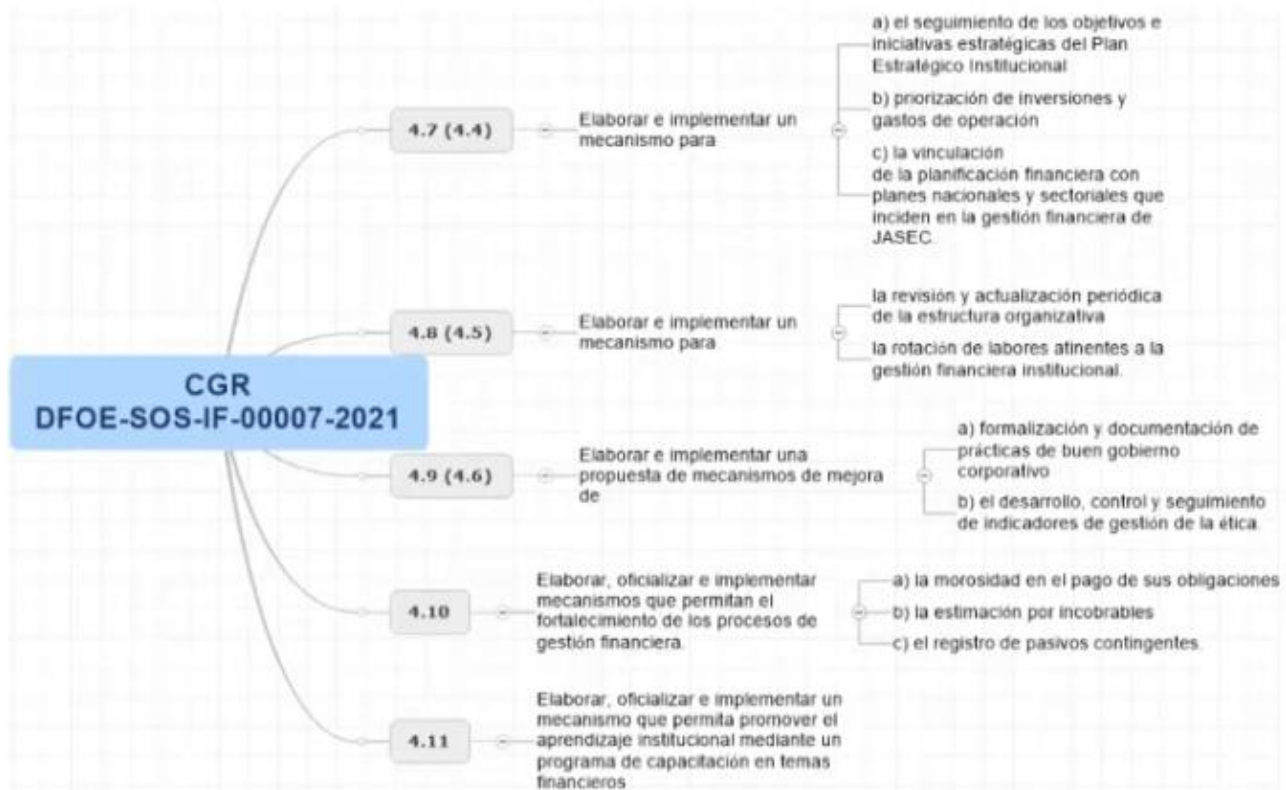 a) el seguimiento de los objetivos e
iniciativas estratégicas del Plan
Estratégico Institucional
4.7 (4.4)
Elaborar e implementar un
mecanismo para
b) priorización de inversiones y
gastos de operación
c) la vinculación
de la planificación financiera con
planes nacionales y sectoriales que
inciden en la gestión financiera de
JASEC.
4.8 (4.5)
Elaborar e implementar un
mecanismo para
la revisión y actualización periódica
de la estructura organizativa
la rotación de labores atinentes a la
gestión financiera institucional.
CGR
DFOE-SOS-IF-00007-2021
4.9 (4.6)
Elaborar e implementar una
propuesta de mecanismos de mejora
de
a) formalización y documentación de
prácticas de buen gobierno
corporativo
b) el desarrollo, control y seguimiento
de indicadores de gestión de la ética.
4.10
Elaborar, oficializar e implementar
mecanismos que permitan el
fortalecimiento de los procesos de
gestión financiera.
a) la morosidad en el pago de sus obligaciones
b) la estimación por incobrables
c) el registro de pasivos contingentes.
4.11
Elaborar, oficializar e implementar un
mecanismo que permita promover el
aprendizaje institucional mediante un
programa de capacitación en temas
financieros